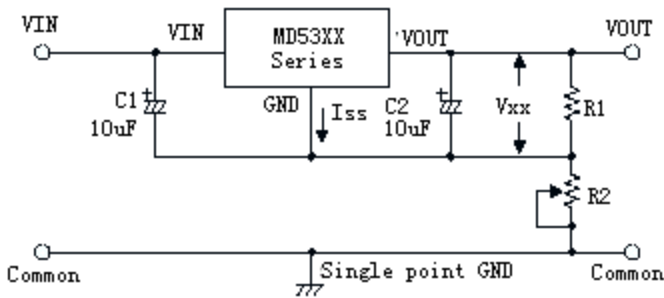 VIN
VIN
MD53XX
Series
VOUT
VOUT
GND
Iss
C1
10uF
C2
10uF
Vxx
R1
R2
Common
Single point GND
Common